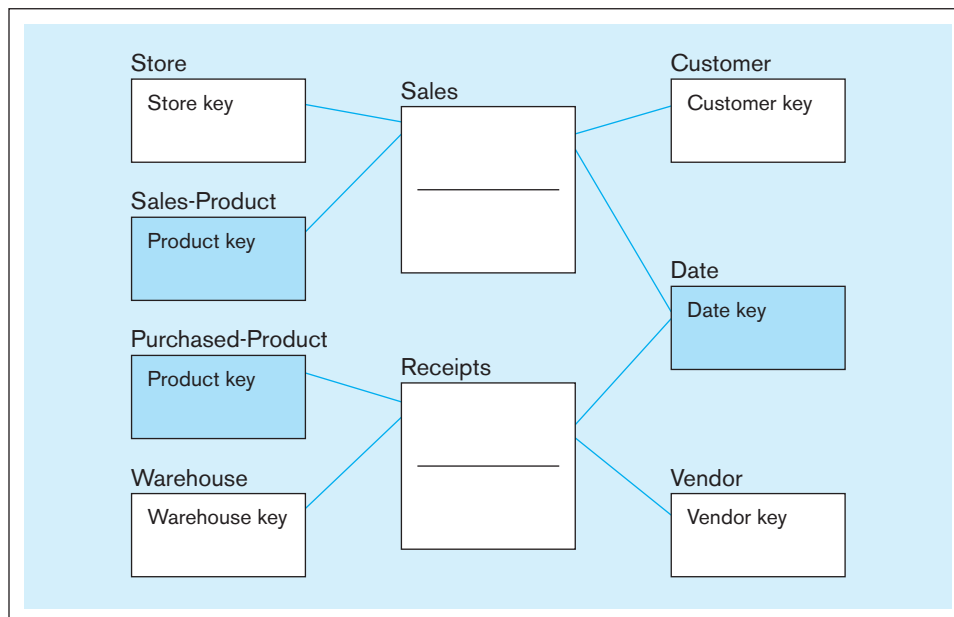 Store
Store key
Sales-Product
Product key
Purchased-Product
Product key
Warehouse
Warehouse key
Sales
Receipts
Customer
Customer key
Date
Date key
Vendor
Vendor key